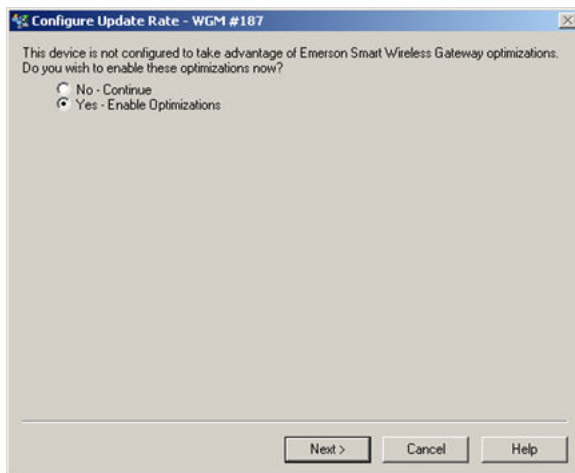 Configure Update Rate - WGM #187
This device is not configured to take advantage of Emerson Smart Wireless Gateway optimizations.
Do you wish to enable these optimizations now?
No - Continue
Yes - Enable Optimizations
Next >
Cancel
Help